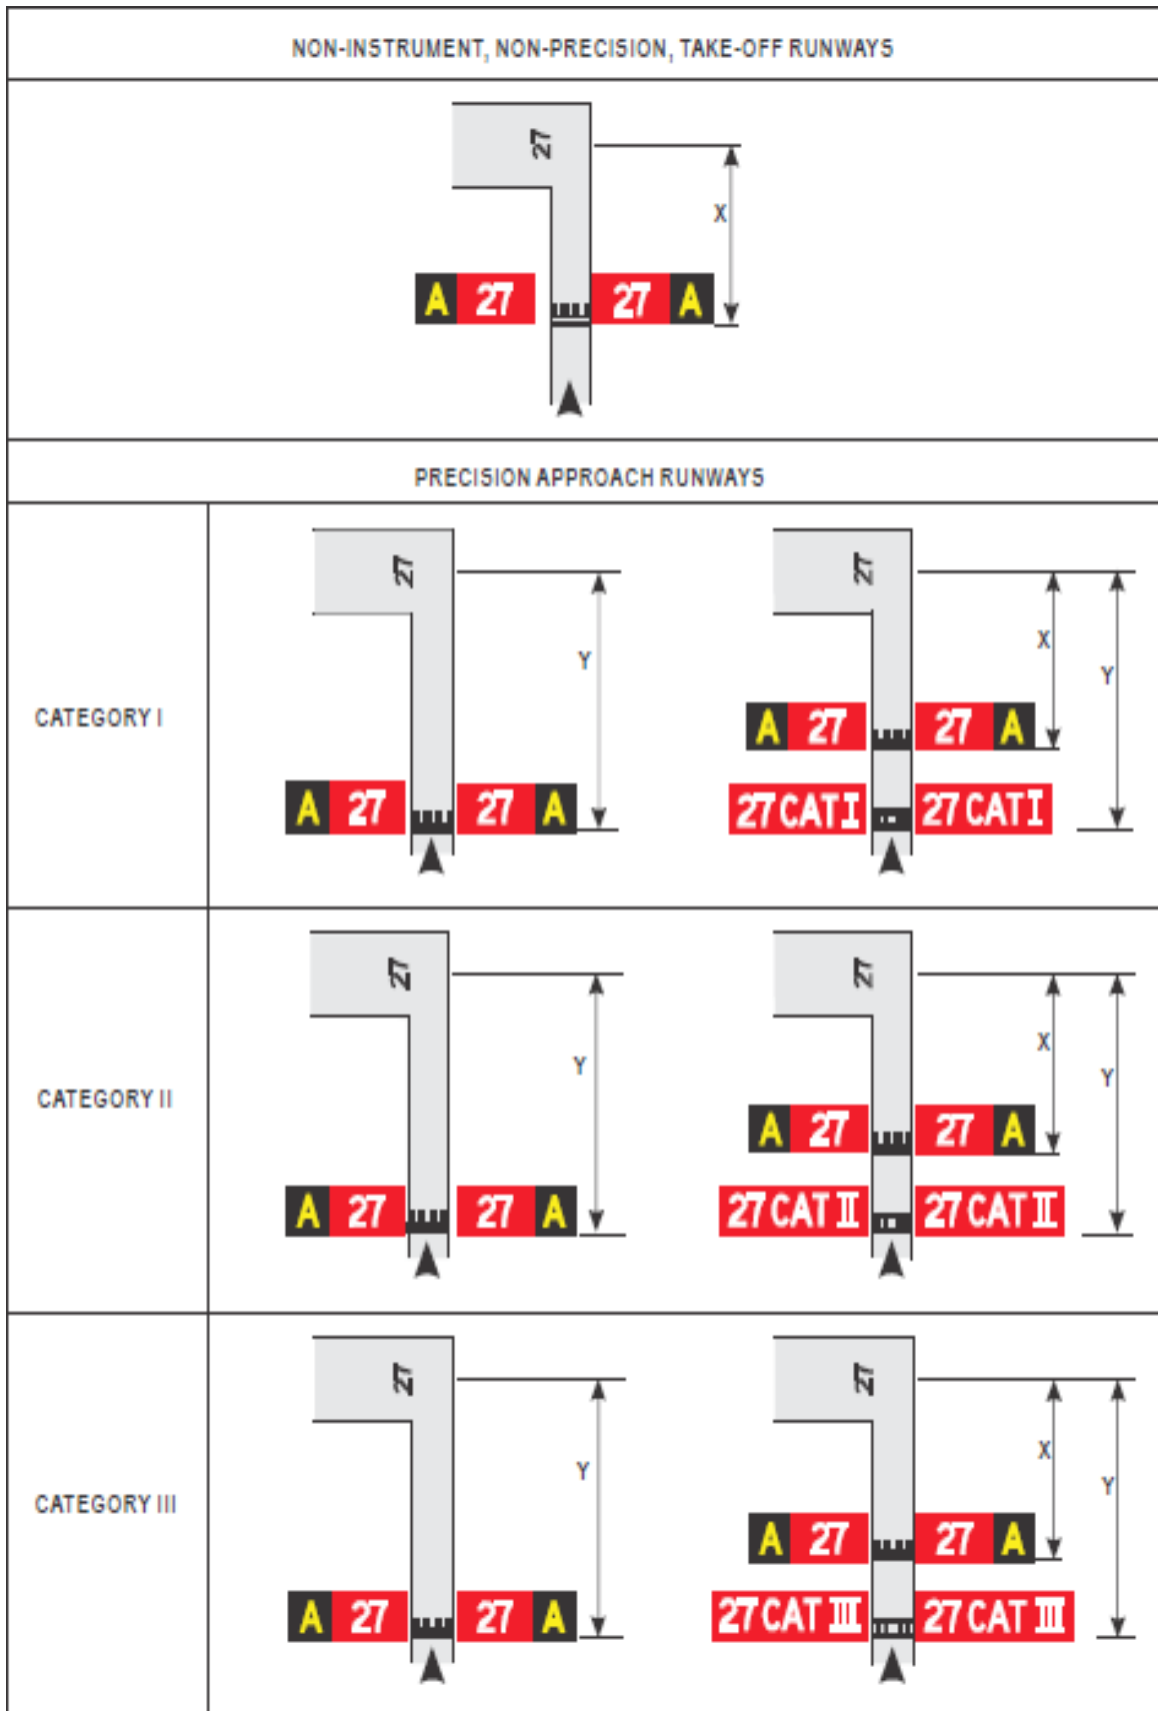 NON-INSTRUMENT, NON-PRECISION, TAKE-OFF RUNWAYS
27
X
A 27 27 A
PRECISION APPROACH RUNWAYS
CATEGORY I
27
Y
A 27 27 A
27
X
Y
A 27 27 A
27 CAT I 27 CAT I
CATEGORY II
27
Y
A 27 27 A
27
X
Y
A 27 27 A
27 CAT II 27 CAT II
CATEGORY III
27
Y
A 27 27 A
27
X
Y
A 27 27 A
27 CAT III 27 CAT III